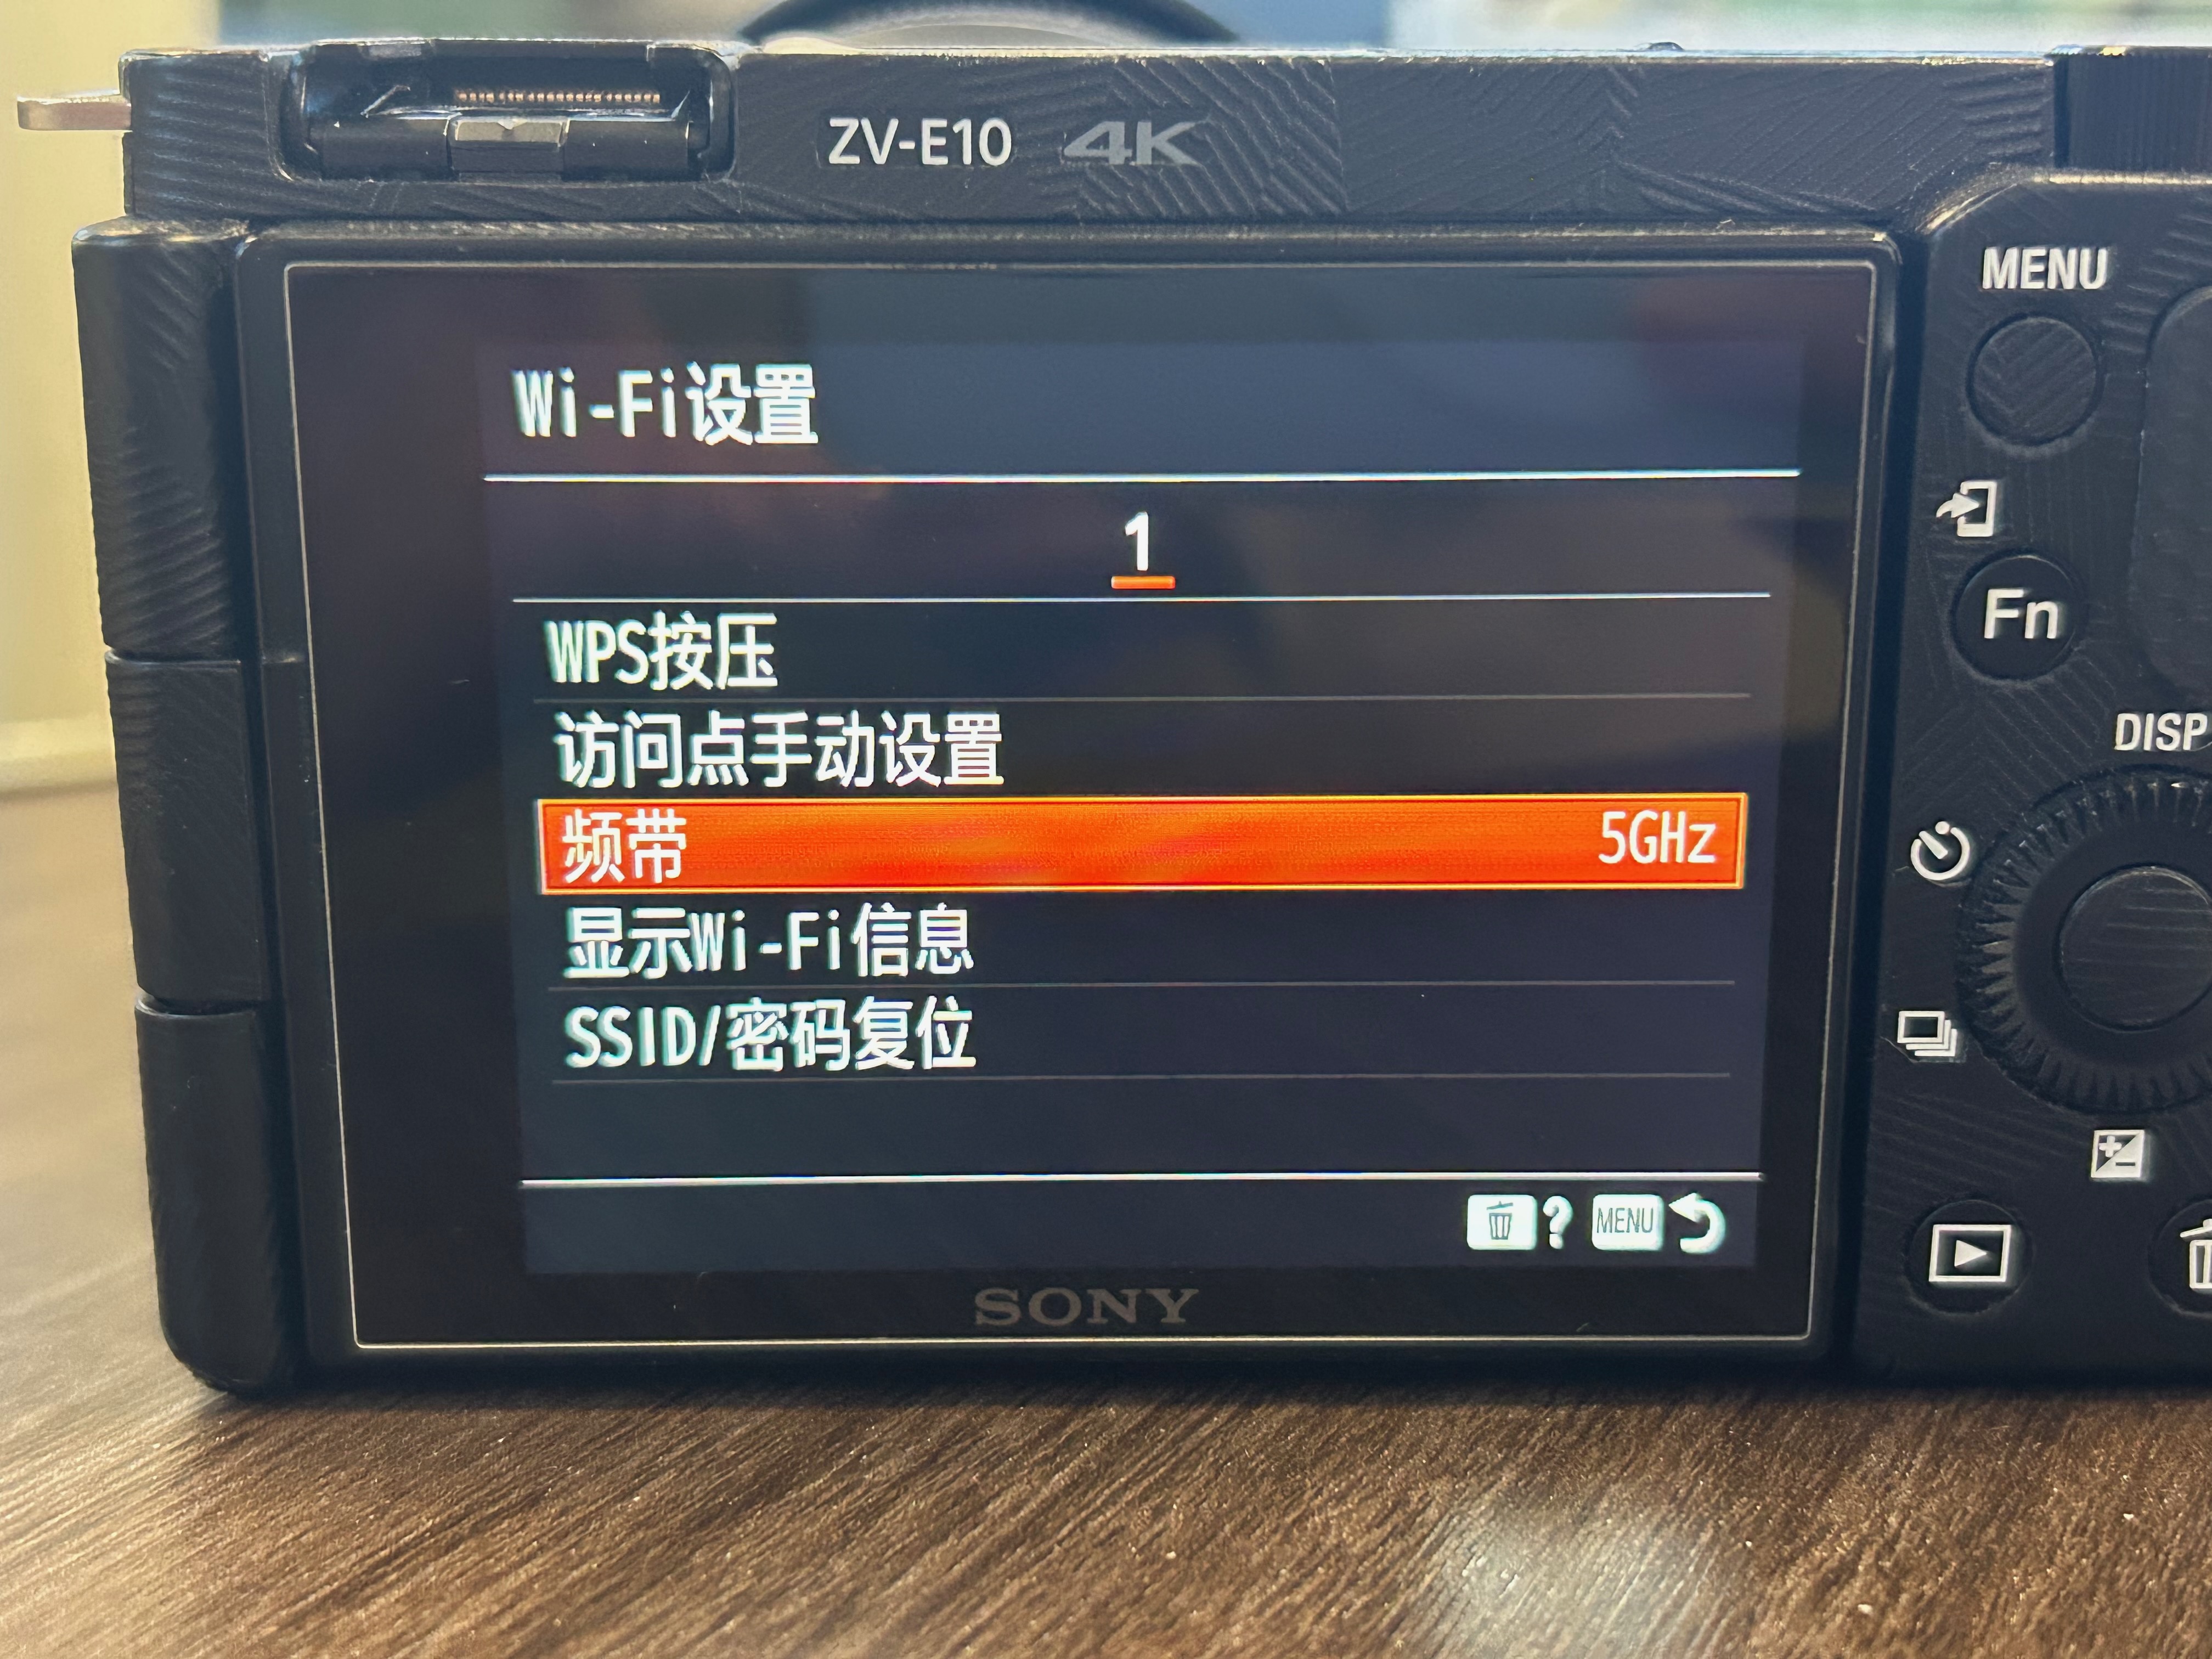 ZV-E10 4K
MENU
Wi-Fi设置
1
Fn
WPS按压
访问点手动设置
DISP
频带 5GHz
显示Wi-Fi信息
SSID/密码复位
? MENU
SONY